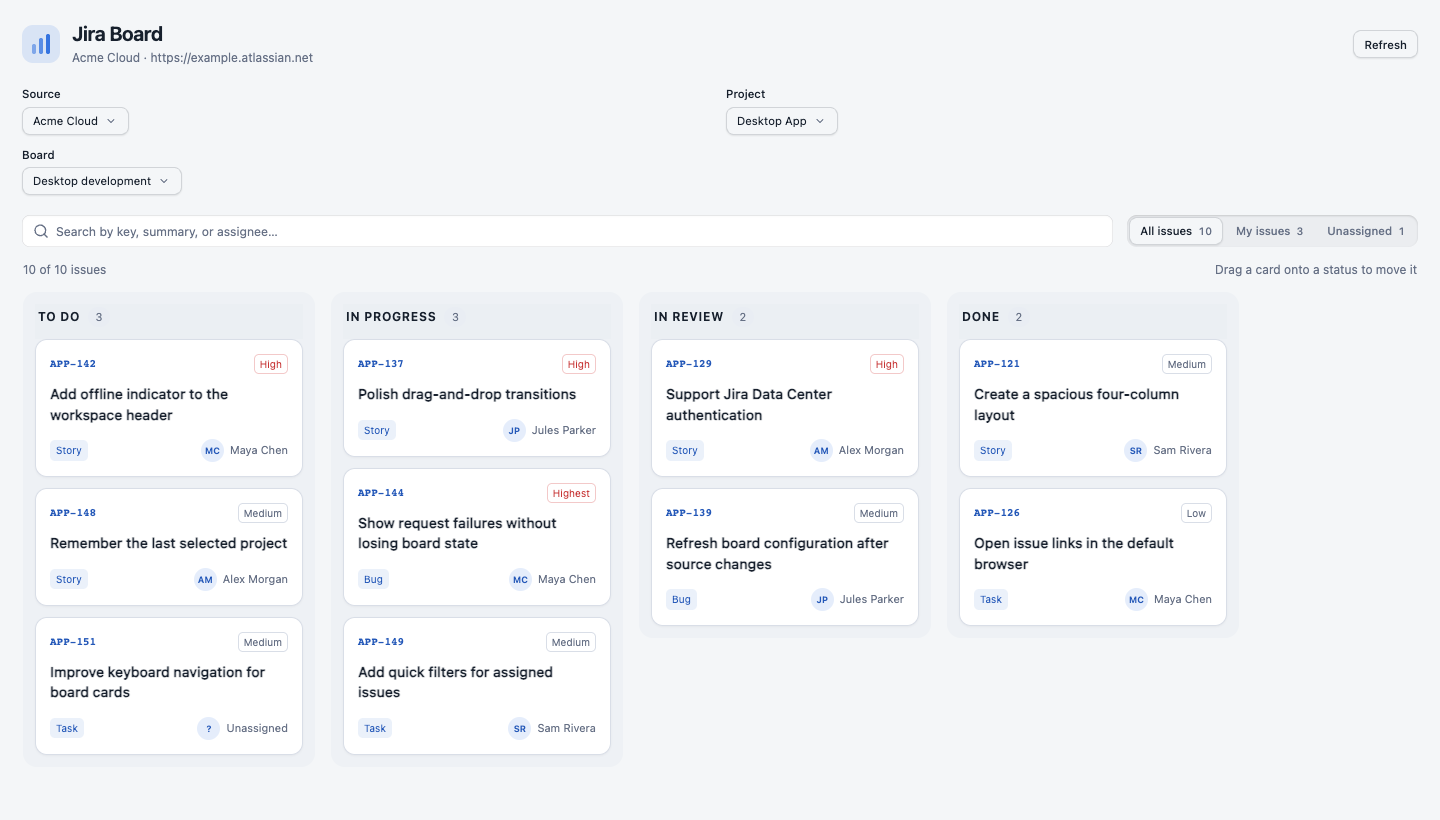 Jira Board
Acme Cloud · https://example.atlassian.net
Refresh
Source
Acme Cloud
Project
Desktop App
Board
Desktop development
Search by key, summary, or assignee...
All issues 10
My issues 3
Unassigned 1
10 of 10 issues
Drag a card onto a status to move it
TO DO 3
APP-142
High
Add offline indicator to the
workspace header
Story
MC Maya Chen
APP-148
Medium
Remember the last selected project
Story
AM Alex Morgan
APP-151
Medium
Improve keyboard navigation for
board cards
Task
? Unassigned
IN PROGRESS 3
APP-137
High
Polish drag-and-drop transitions
Story
JP Jules Parker
APP-144
Highest
Show request failures without
losing board state
Bug
MC Maya Chen
APP-149
Medium
Add quick filters for assigned
issues
Task
SR Sam Rivera
IN REVIEW 2
APP-129
High
Support Jira Data Center
authentication
Story
AM Alex Morgan
APP-139
Medium
Refresh board configuration after
source changes
Bug
JP Jules Parker
DONE 2
APP-121
Medium
Create a spacious four-column
layout
Story
SR Sam Rivera
APP-126
Low
Open issue links in the default
browser
Task
MC Maya Chen